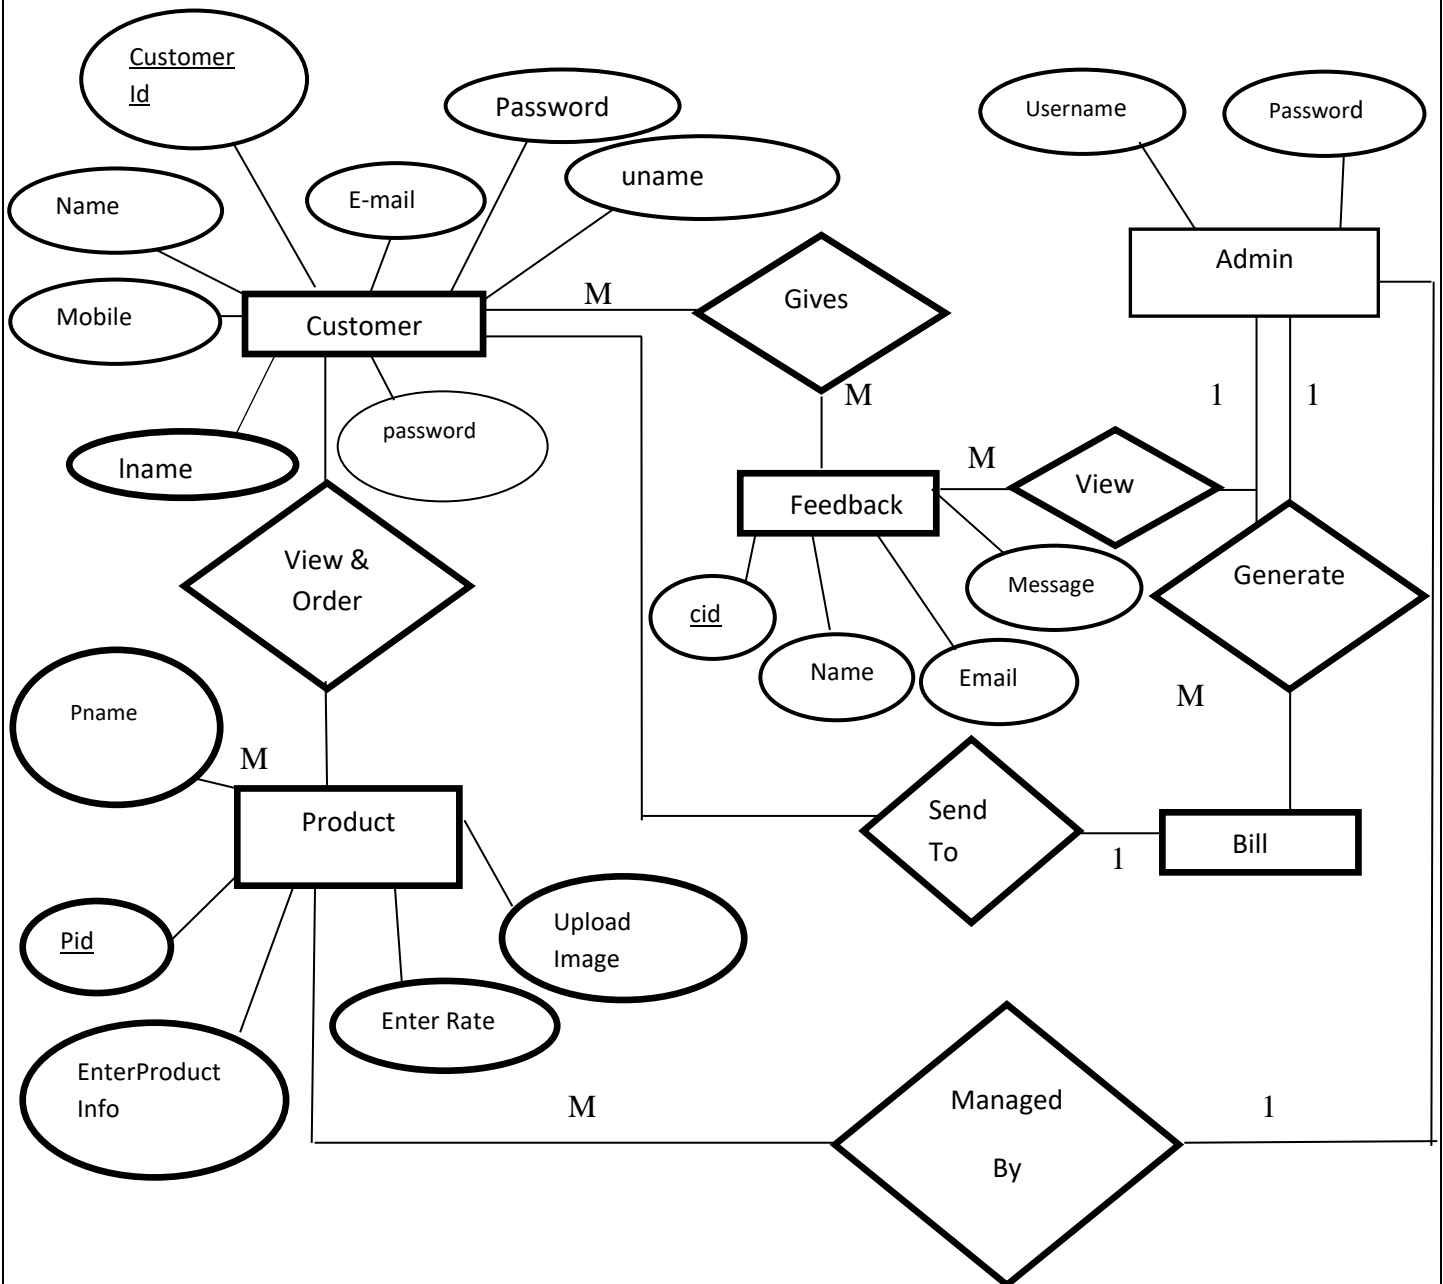 Customer
Id
Password
Username
Password
uname
E-mail
Name
Admin
M
Gives
Mobile
Customer
M
1
1
password
lname
M
View
Feedback
View &
Order
Generate
Message
cid
Name
Email
M
Pname
M
Send
To
Product
1
Bill
Upload
Image
Pid
Enter Rate
EnterProduct
Info
M
Managed
By
1